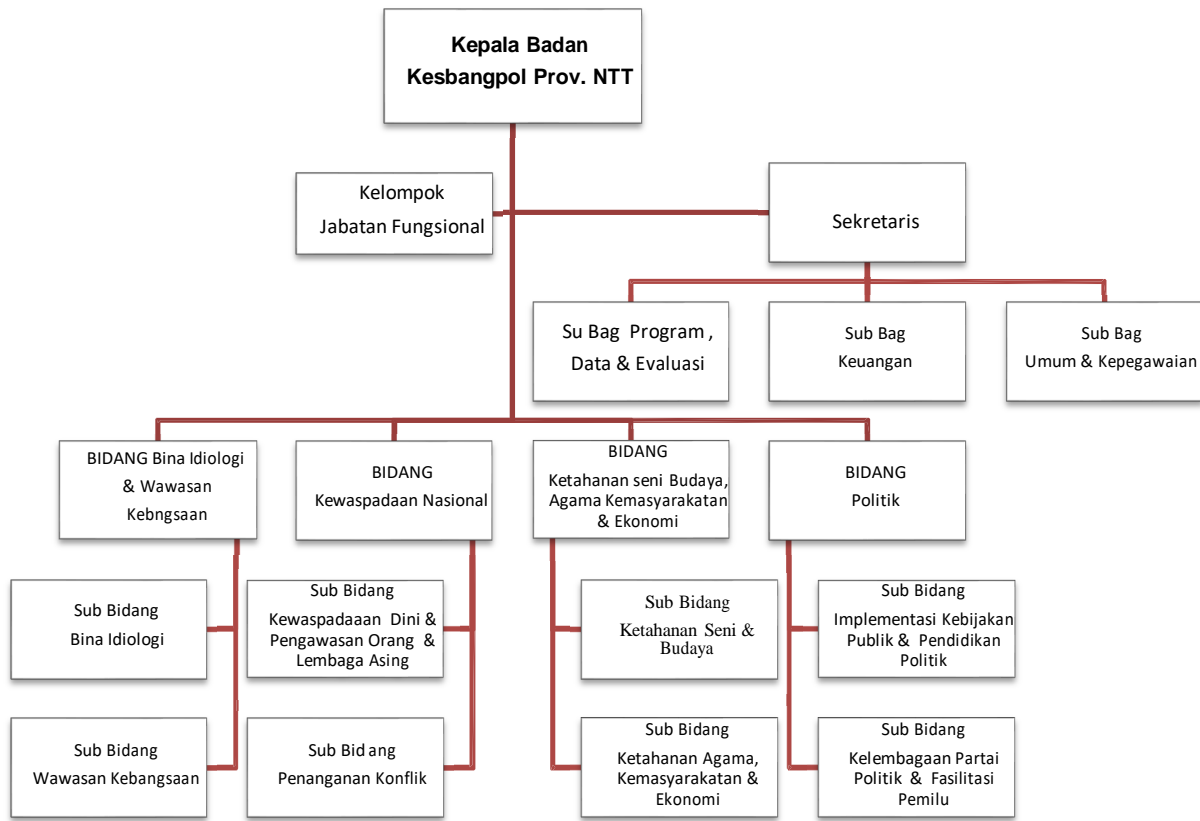 Kepala Badan
Kesbangpol Prov. NTT
Kelompok
Jabatan Fungsional
Sekretaris
Su Bag Program ,
Data & Evaluasi
Sub Bag
Keuangan
Sub Bag
Umum & Kepegawaian
BIDANG Bina Idiologi
& Wawasan
Kebngsaan
BIDANG
Kewaspadaan Nasional
BIDANG
Ketahanan seni Budaya,
Agama Kemasyarakatan
& Ekonomi
BIDANG
Politik
Sub Bidang
Bina Idiologi
Sub Bidang
Kewaspadaaan Dini &
Pengawasan Orang &
Lembaga Asing
Sub Bidang
Ketahanan Seni &
Budaya
Sub Bidang
Implementasi Kebijakan
Publik & Pendidikan
Politik
Sub Bidang
Wawasan Kebangsaan
Sub Bid ang
Penanganan Konflik
Sub Bidang
Ketahanan Agama,
Kemasyarakatan &
Ekonomi
Sub Bidang
Kelembagaan Partai
Politik & Fasilitasi
Pemilu